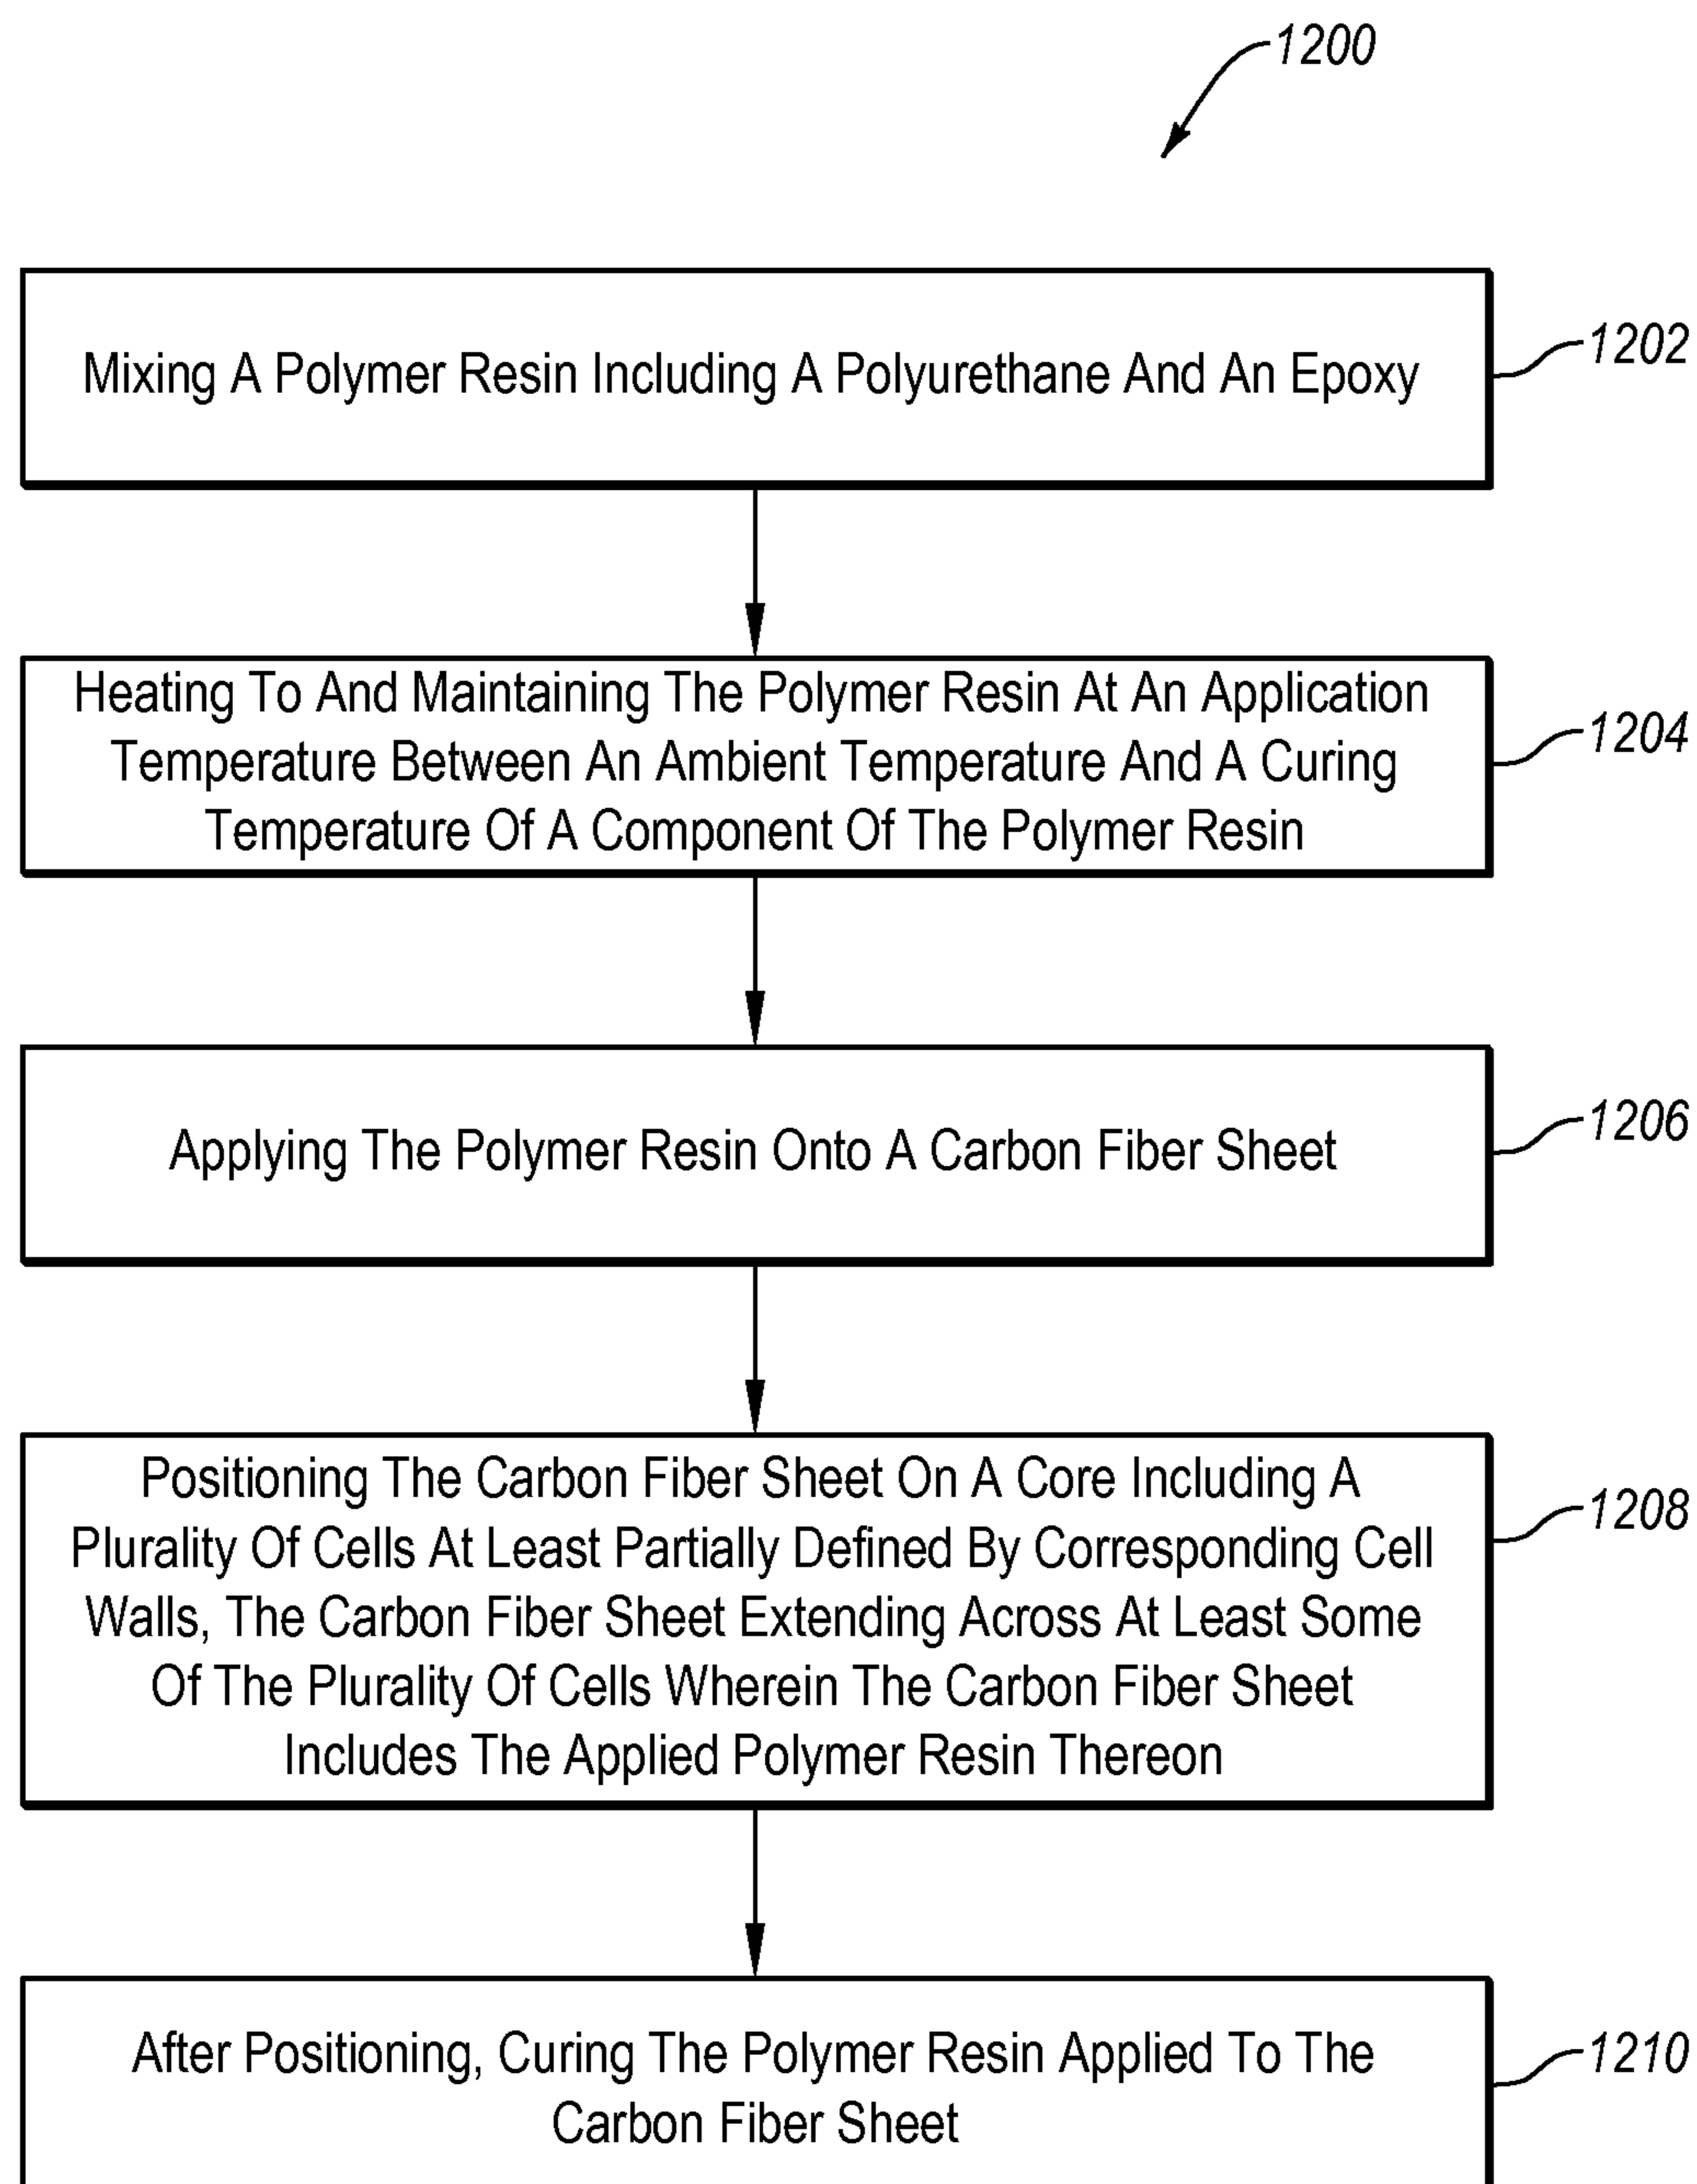 1200
Mixing A Polymer Resin Including A Polyurethane And An Epoxy
1202
Heating To And Maintaining The Polymer Resin At An Application
Temperature Between An Ambient Temperature And A Curing
Temperature Of A Component Of The Polymer Resin
1204
Applying The Polymer Resin Onto A Carbon Fiber Sheet
1206
Positioning The Carbon Fiber Sheet On A Core Including A
Plurality Of Cells At Least Partially Defined By Corresponding Cell
Walls, The Carbon Fiber Sheet Extending Across At Least Some
Of The Plurality Of Cells Wherein The Carbon Fiber Sheet
Includes The Applied Polymer Resin Thereon
1208
After Positioning, Curing The Polymer Resin Applied To The
Carbon Fiber Sheet
1210